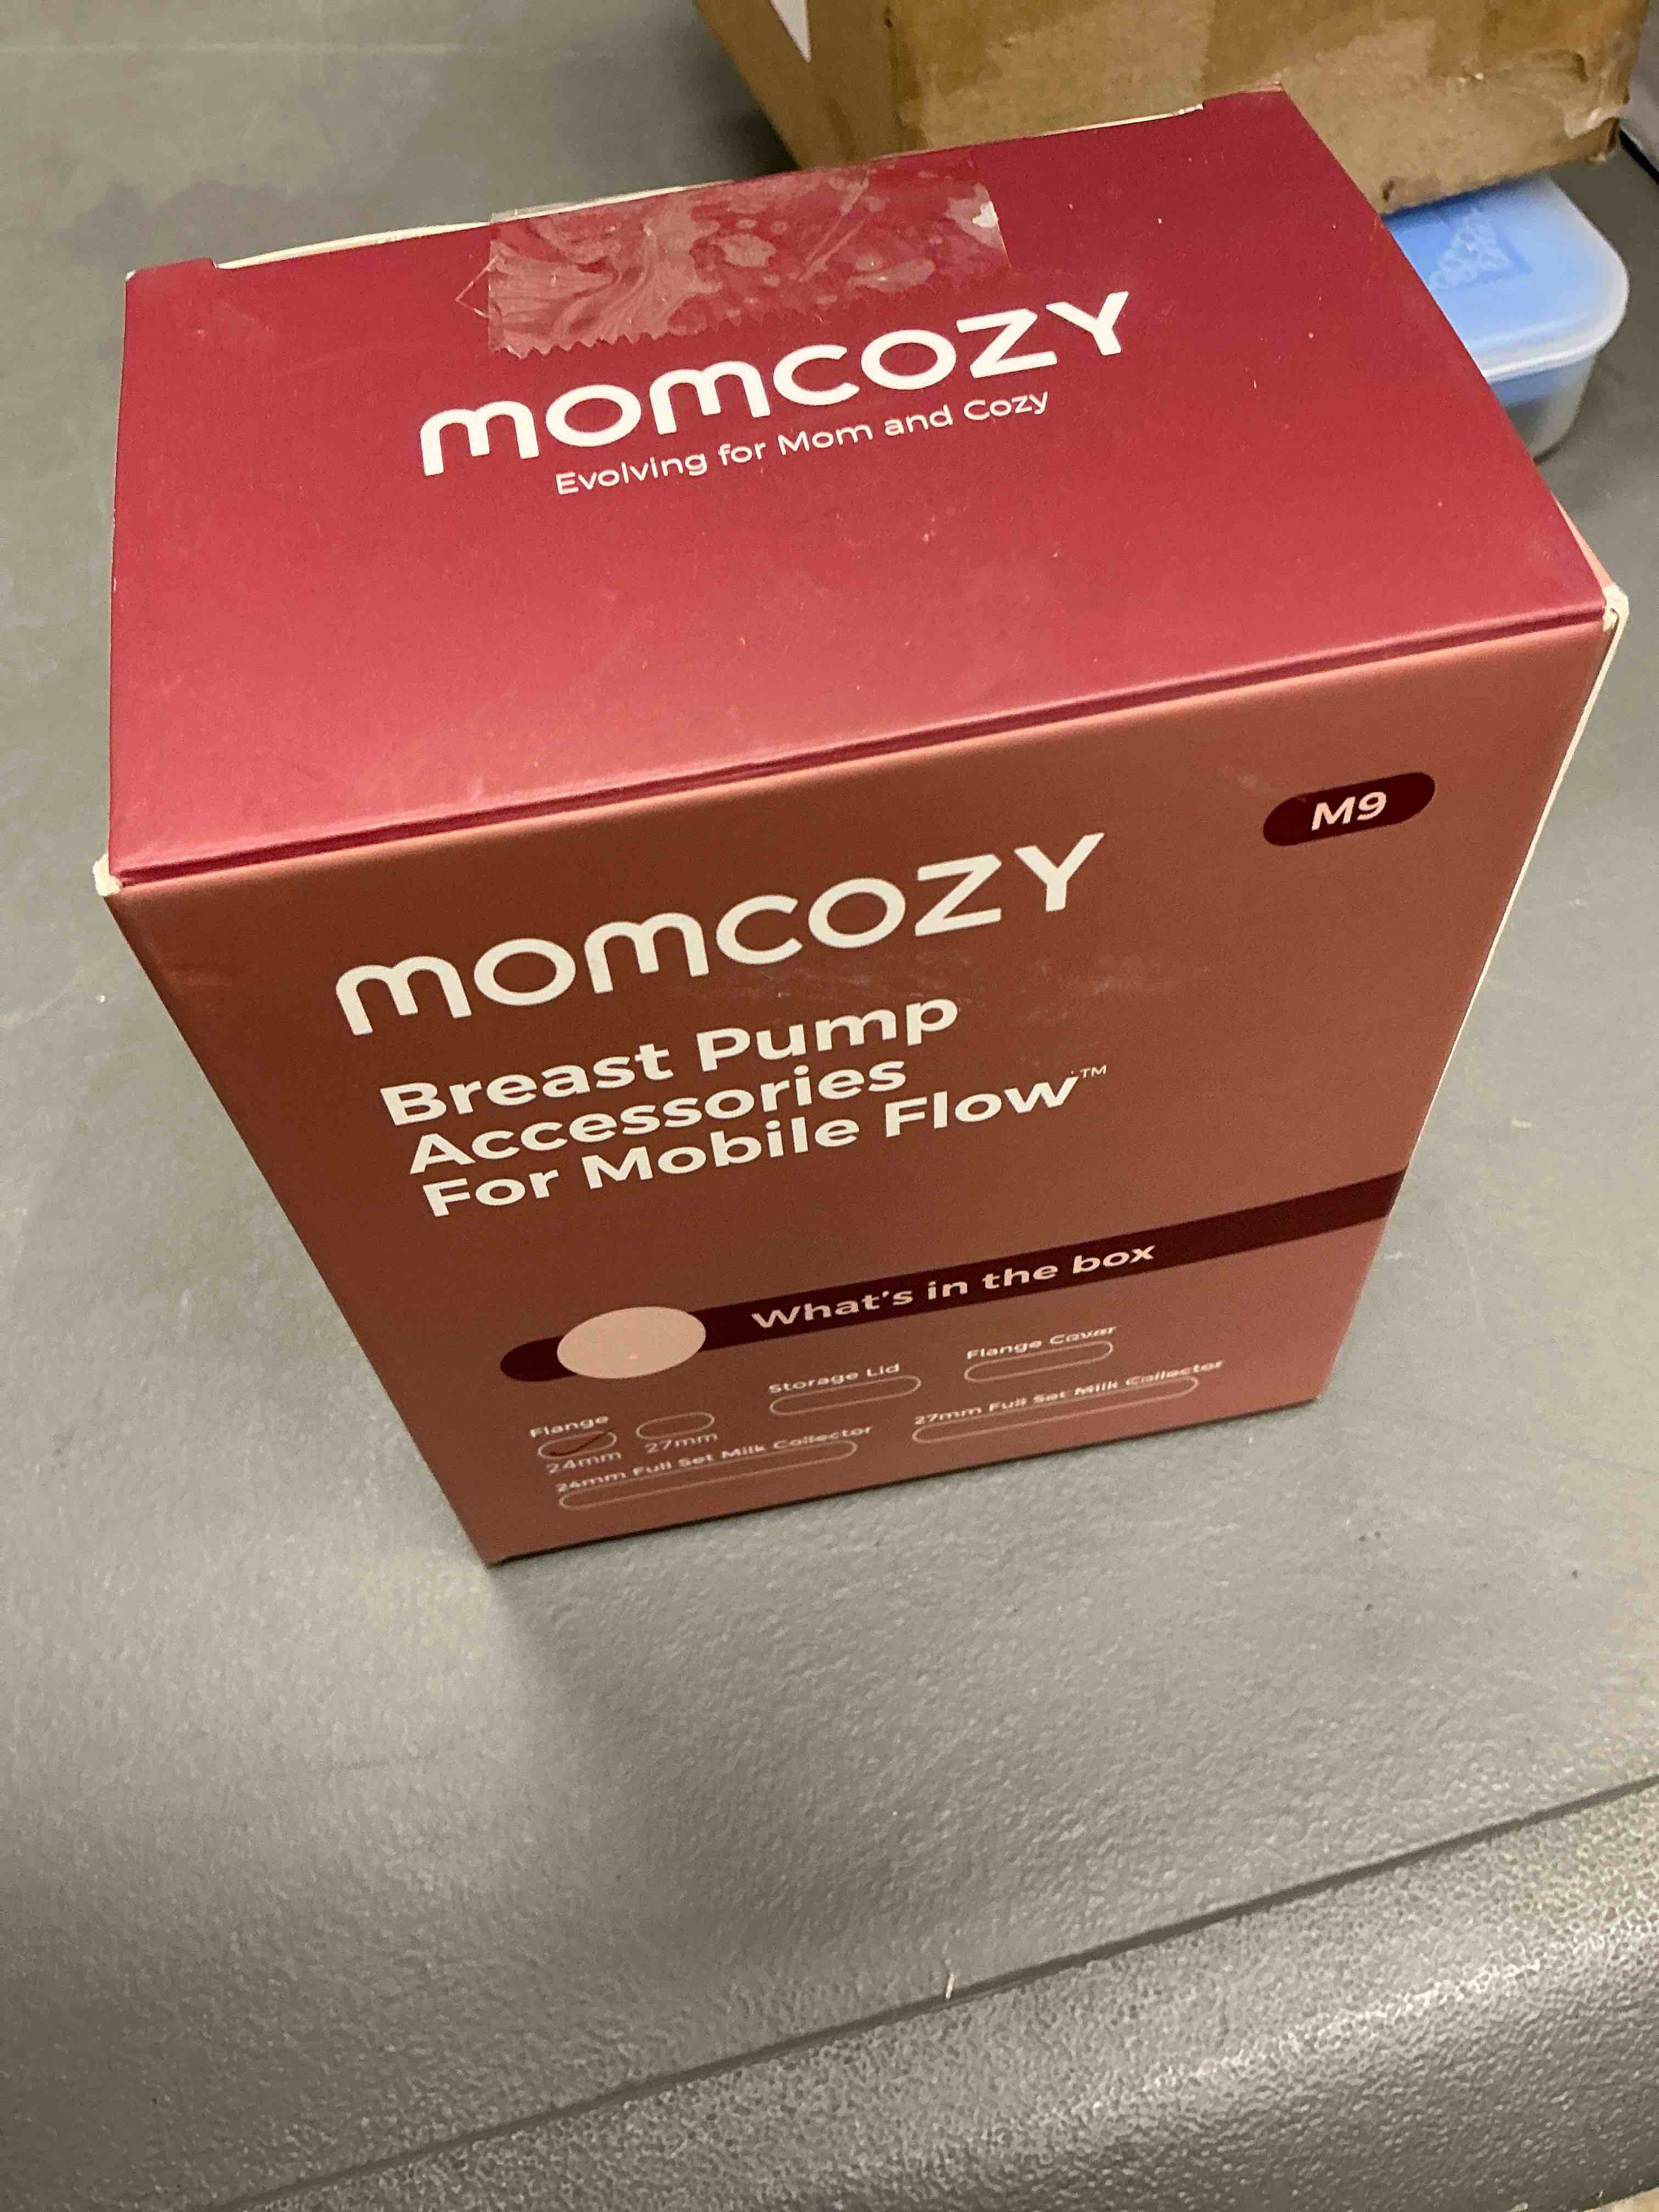 momcozy
Evolving for Mom and Cozy
M9
momcozy
Breast Pump
Accessories
For Mobile Flow™
What's in the box
Flange
24mm 27mm
Storage Lid
Flange Cover
24mm Full Set Milk Collector
27mm Full Set Milk Collector